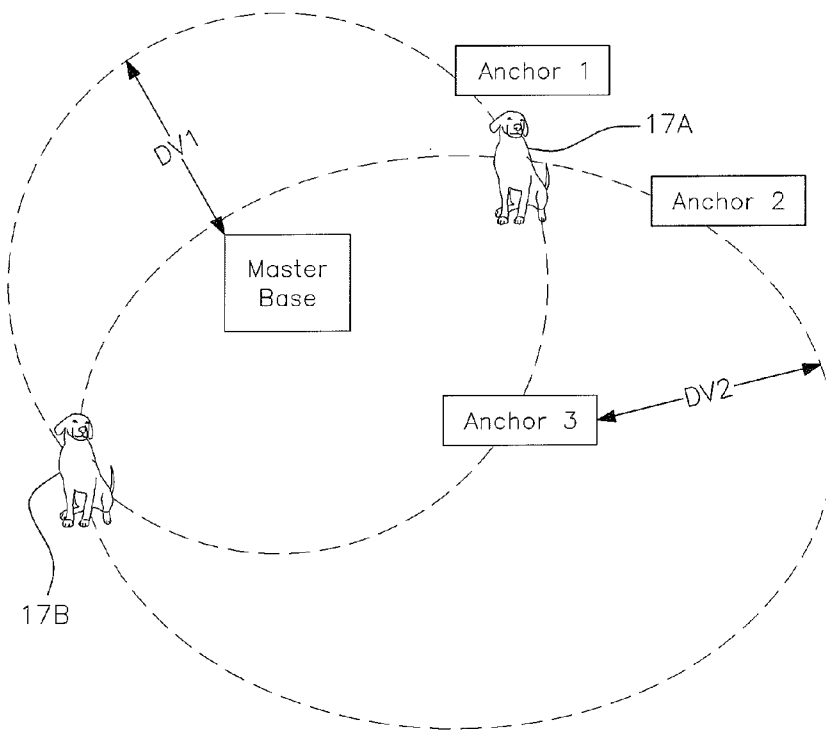 Anchor 1
DV1
17A
Anchor 2
Master
Base
DV2
Anchor 3
17B